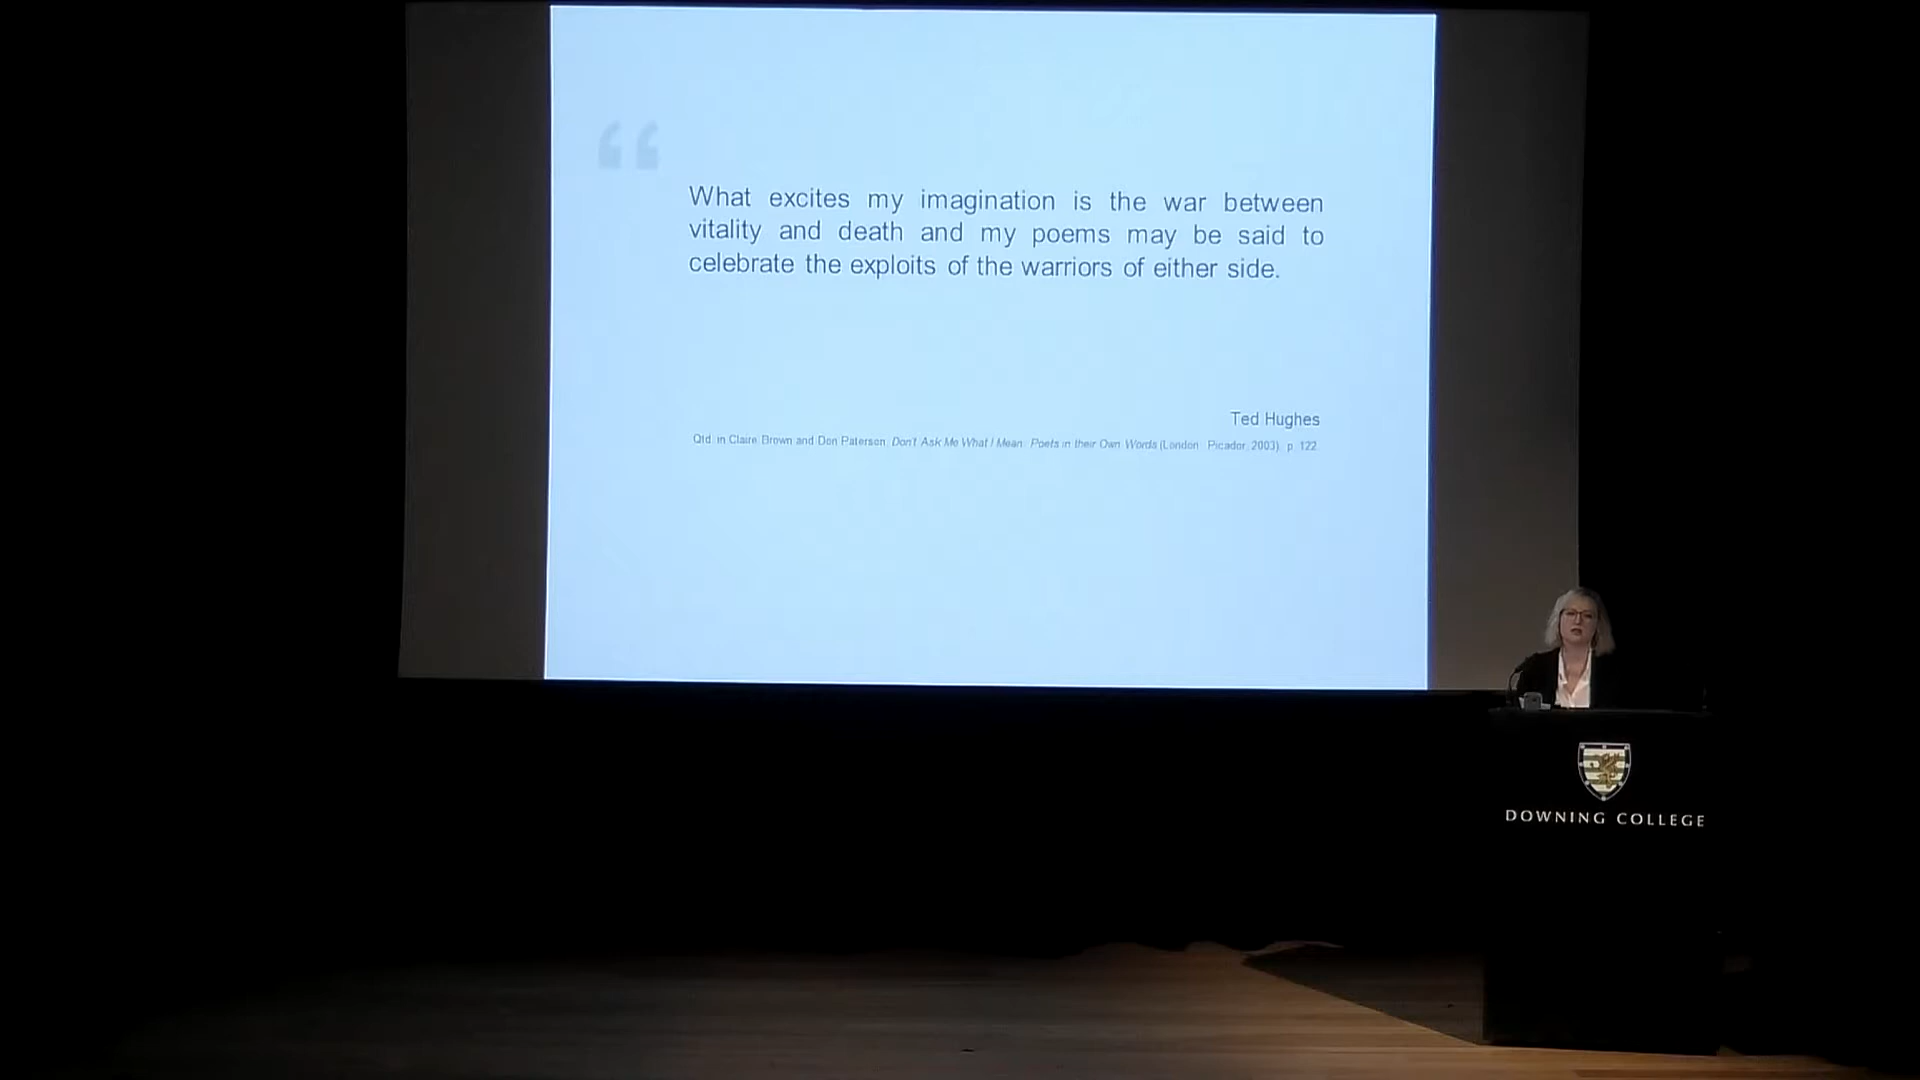 “
What excites my imagination is the war between
vitality and death and my poems may be said to
celebrate the exploits of the warriors of either side.
Ted Hughes
Qtd. in Claire Brown and Don Paterson, Don't Ask Me What I Mean: Poets in their Own Words (London: Picador, 2003), p. 122.
DOWNING COLLEGE